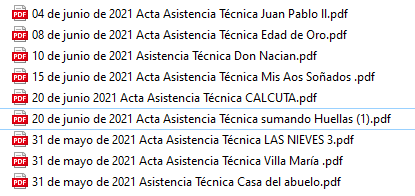 04 de junio de 2021 Acta Asistencia Técnica Juan Pablo II.pdf
08 de junio de 2021 Acta Asistencia Técnica Edad de Oro.pdf
10 de junio de 2021 Asistencia Técnica Don Nacian.pdf
15 de junio de 2021 Acta Asistencia Técnica Mis Aos Soñados .pdf
20 de junio 2021 Acta Asistencia Técnica CALCUTA.pdf
20 de junio de 2021 Acta Asistencia Técnica sumando Huellas (1).pdf
31 de mayo de 2021 Acta Asistencia Técnica LAS NIEVES 3.pdf
31 de mayo de 2021 Acta Asistencia Técnica Villa María .pdf
31 de mayo de 2021 Asistencia Técnica Casa del abuelo.pdf